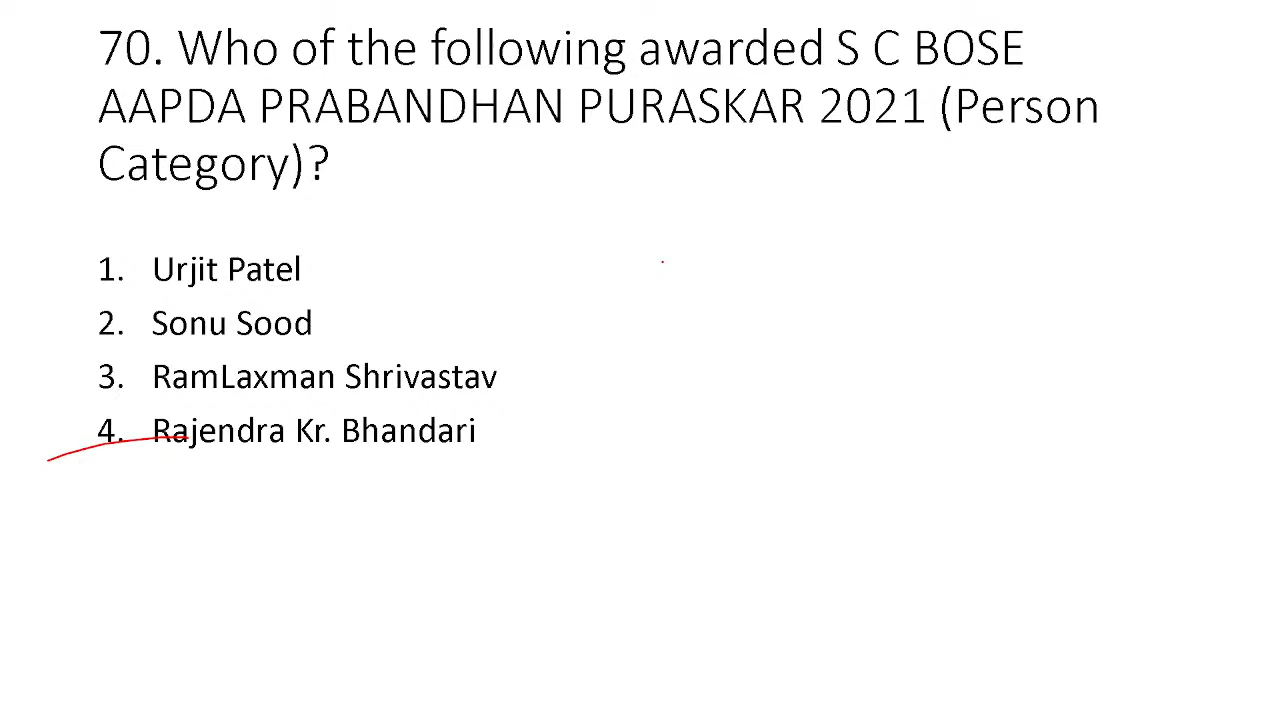 70. Who of the following awarded S C BOSE
AAPDA PRABANDHAN PURASKAR 2021 (Person
Category)?
1. Urjit Patel
2. Sonu Sood
3. RamLaxman Shrivastav
4. Rajendra Kr. Bhandari